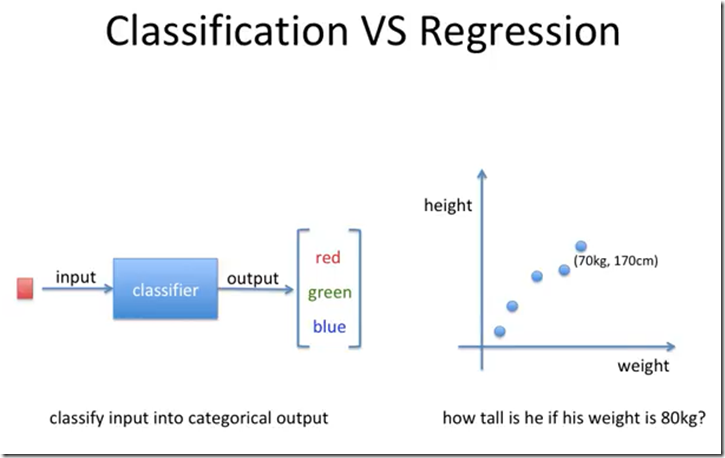 Classification VS Regression
input
classifier
output
red
green
blue
classify input into categorical output
height
(70kg, 170cm)
weight
how tall is he if his weight is 80kg?